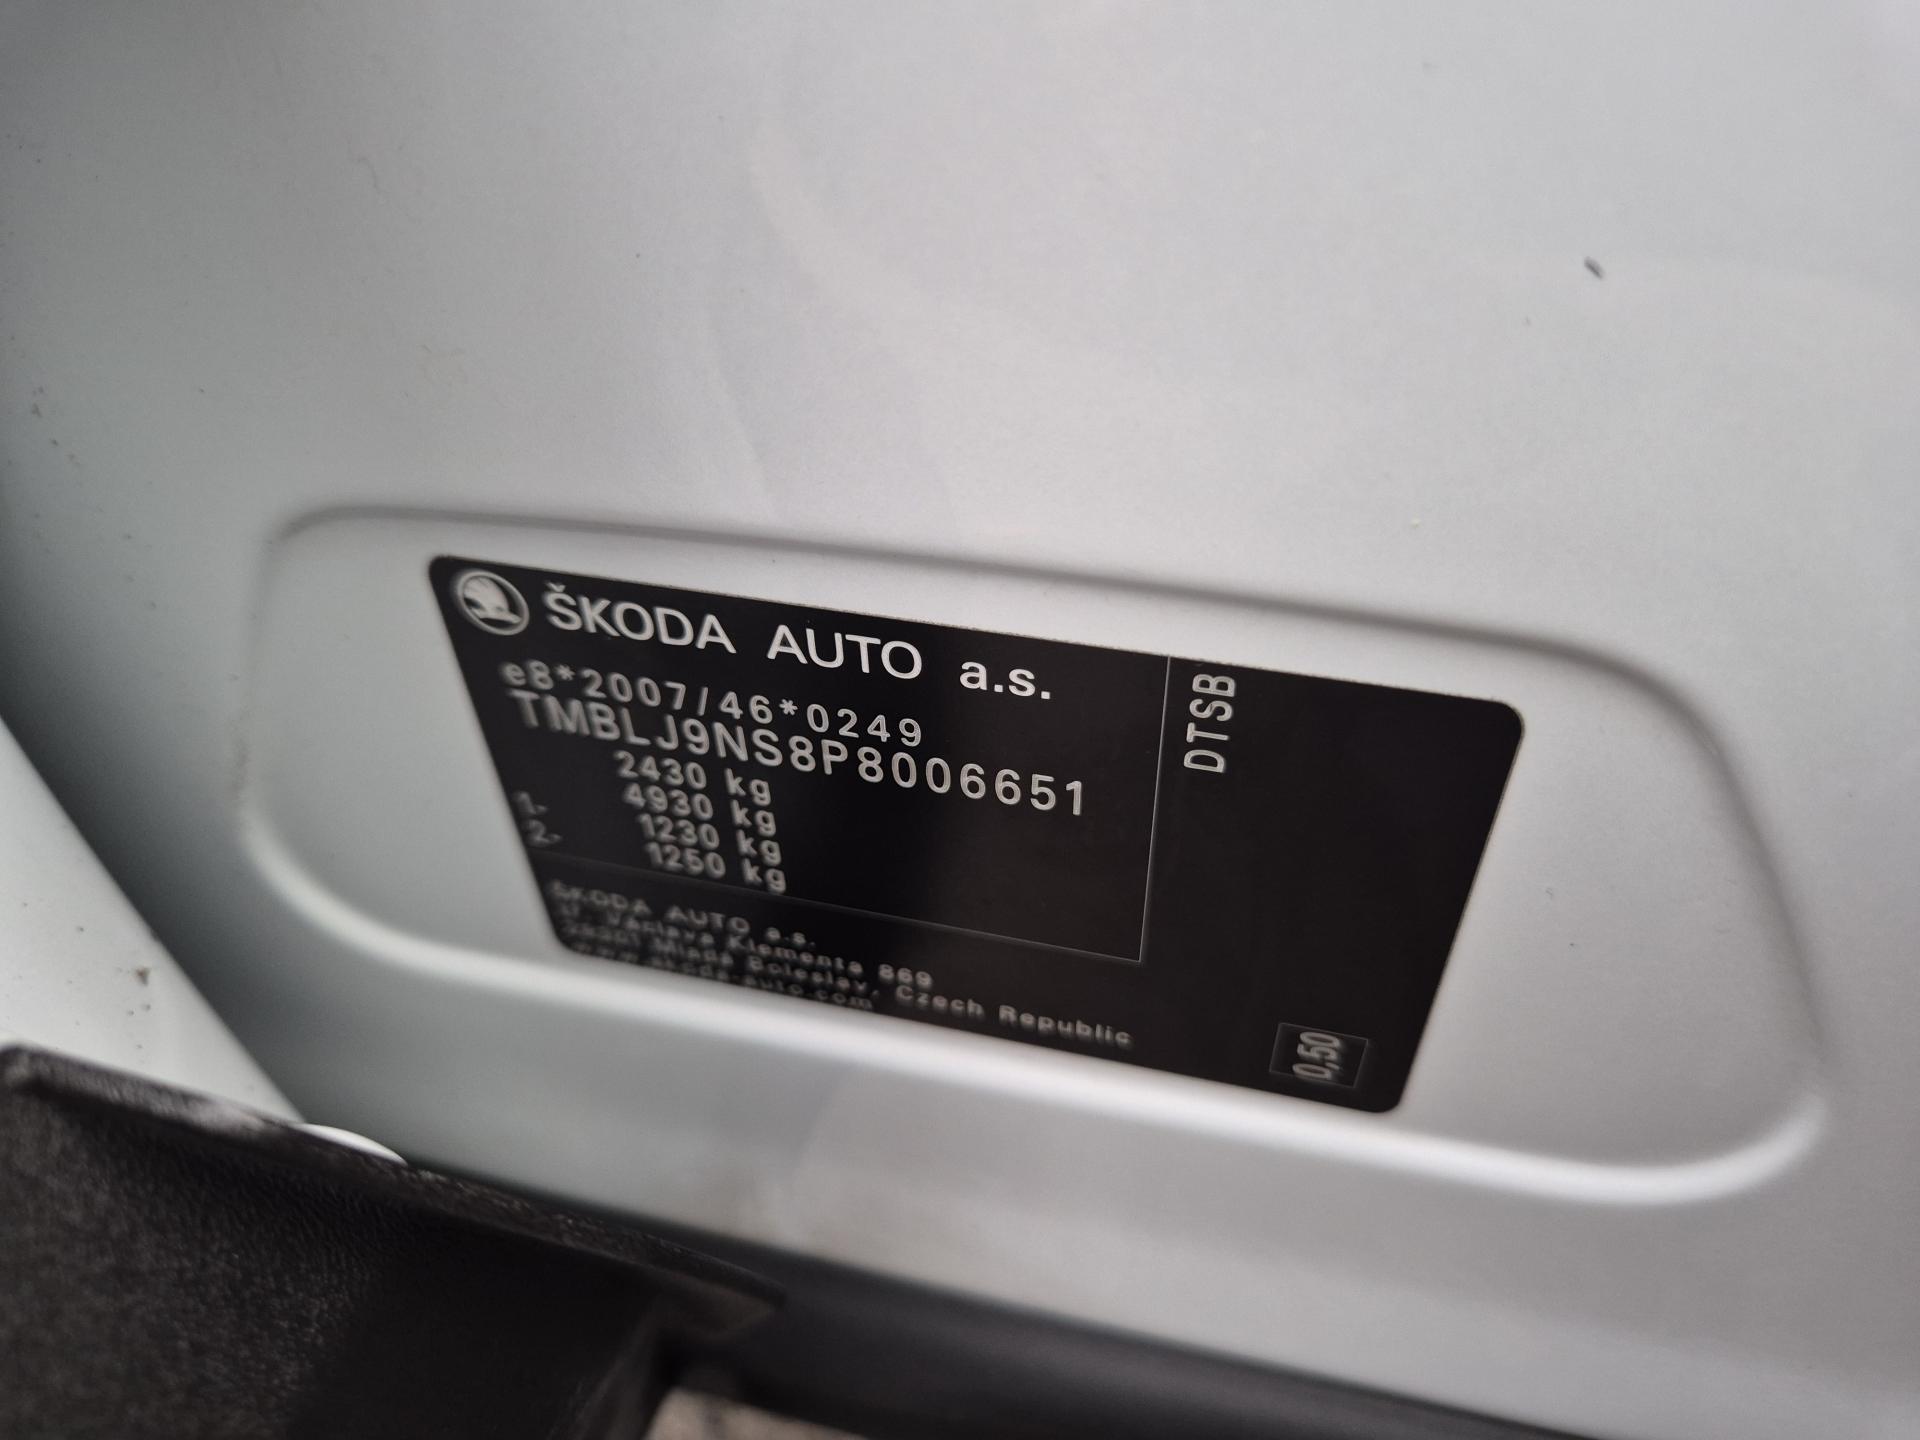 ŠKODA AUTO a.s.
e8*2007/46*0249
TMBLJ9NS8P8006651
2430 kg
4930 kg
1. 1230 kg
2. 1250 kg
ŠKODA AUTO a.s.
tř. Václava Klementa 869
29301 Mladá Boleslav, Czech Republic
www.skoda-auto.com
DTSB
0,50